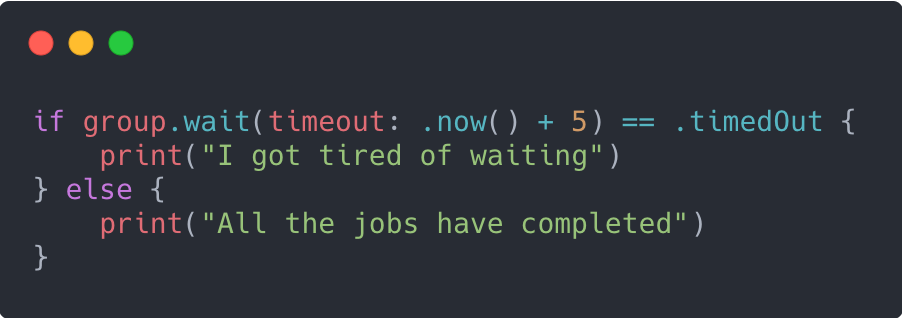 if group.wait(timeout: .now() + 5) == .timedOut {
    print("I got tired of waiting")
} else {
    print("All the jobs have completed")
}